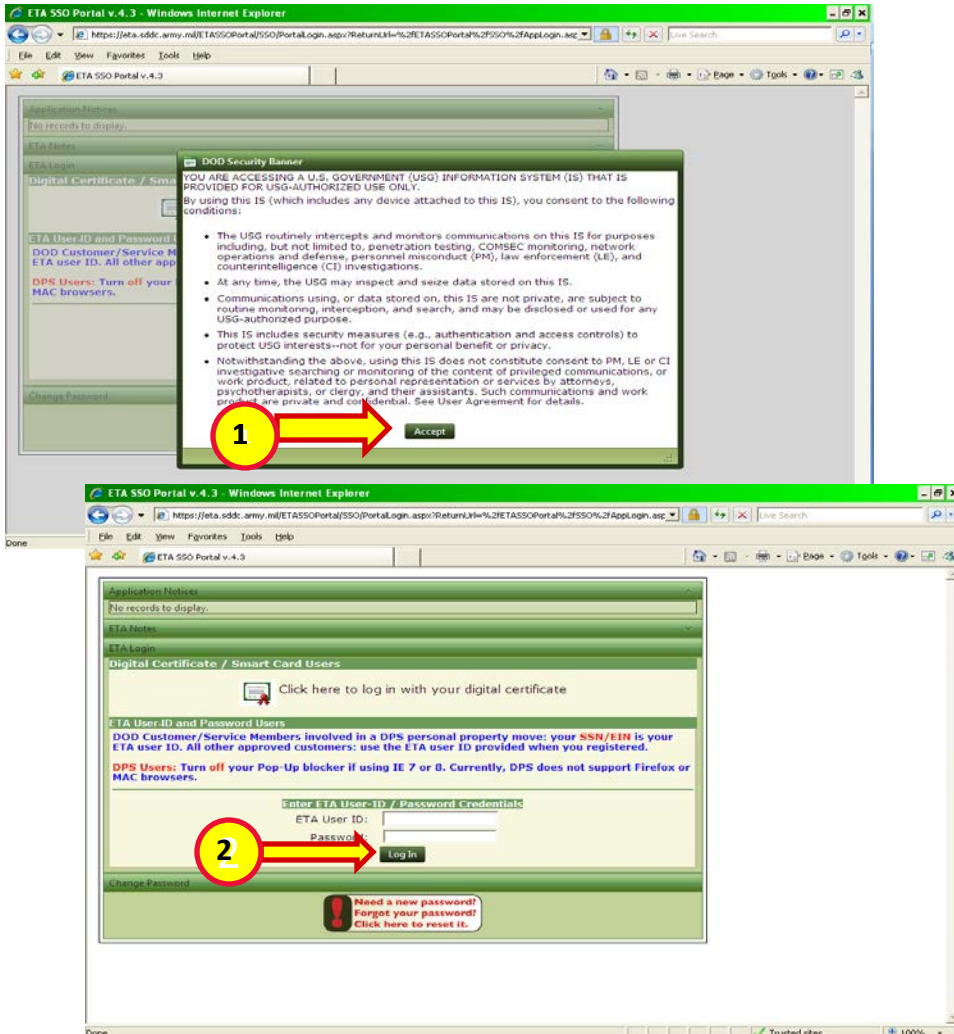 ETA SSO Portal v.4.3 - Windows Internet Explorer
https://eta.sddc.army.mil/ETASSOPortal/SSO/PortalLogin.aspx?ReturnUrl=%2fETASSOPortal%2fSSO%2fAppLogin.asp
Live Search
File Edit View Favorites Tools Help
ETA SSO Portal v.4.3
Page Tools
Application Notices
No records to display.
ETA Notes
ETA Login
Digital Certificate / Sma
ETA User-ID and Password
DOD Customer/Service M
ETA user ID. All other app
DPS Users: Turn off your
MAC browsers.
Change Password
DOD Security Banner
YOU ARE ACCESSING A U.S. GOVERNMENT (USG) INFORMATION SYSTEM (IS) THAT IS
PROVIDED FOR USG-AUTHORIZED USE ONLY.
By using this IS (which includes any device attached to this IS), you consent to the following
conditions:
• The USG routinely intercepts and monitors communications on this IS for purposes
including, but not limited to, penetration testing, COMSEC monitoring, network
operations and defense, personnel misconduct (PM), law enforcement (LE), and
counterintelligence (CI) investigations.
• At any time, the USG may inspect and seize data stored on this IS.
• Communications using, or data stored on, this IS are not private, are subject to
routine monitoring, interception, and search, and may be disclosed or used for any
USG-authorized purpose.
• This IS includes security measures (e.g., authentication and access controls) to
protect USG interests--not for your personal benefit or privacy.
• Notwithstanding the above, using this IS does not constitute consent to PM, LE or CI
investigative searching or monitoring of the content of privileged communications, or
work product, related to personal representation or services by attorneys,
psychotherapists, or clergy, and their assistants. Such communications and work
product are private and confidential. See User Agreement for details.
1
Accept
Done
ETA SSO Portal v.4.3 - Windows Internet Explorer
https://eta.sddc.army.mil/ETASSOPortal/SSO/PortalLogin.aspx?ReturnUrl=%2fETASSOPortal%2fSSO%2fAppLogin.asp
Live Search
File Edit View Favorites Tools Help
ETA SSO Portal v.4.3
Page Tools
Application Notices
No records to display.
ETA Notes
ETA Login
Digital Certificate / Smart Card Users
Click here to log in with your digital certificate
ETA User-ID and Password Users
DOD Customer/Service Members involved in a DPS personal property move: your SSN/EIN is your
ETA user ID. All other approved customers: use the ETA user ID provided when you registered.
DPS Users: Turn off your Pop-Up blocker if using IE 7 or 8. Currently, DPS does not support Firefox or
MAC browsers.
Enter ETA User-ID / Password Credentials
ETA User ID:
Password:
2
Log In
Change Password
Need a new password?
Forgot your password?
Click here to reset it.
Done
Trusted sites
100%